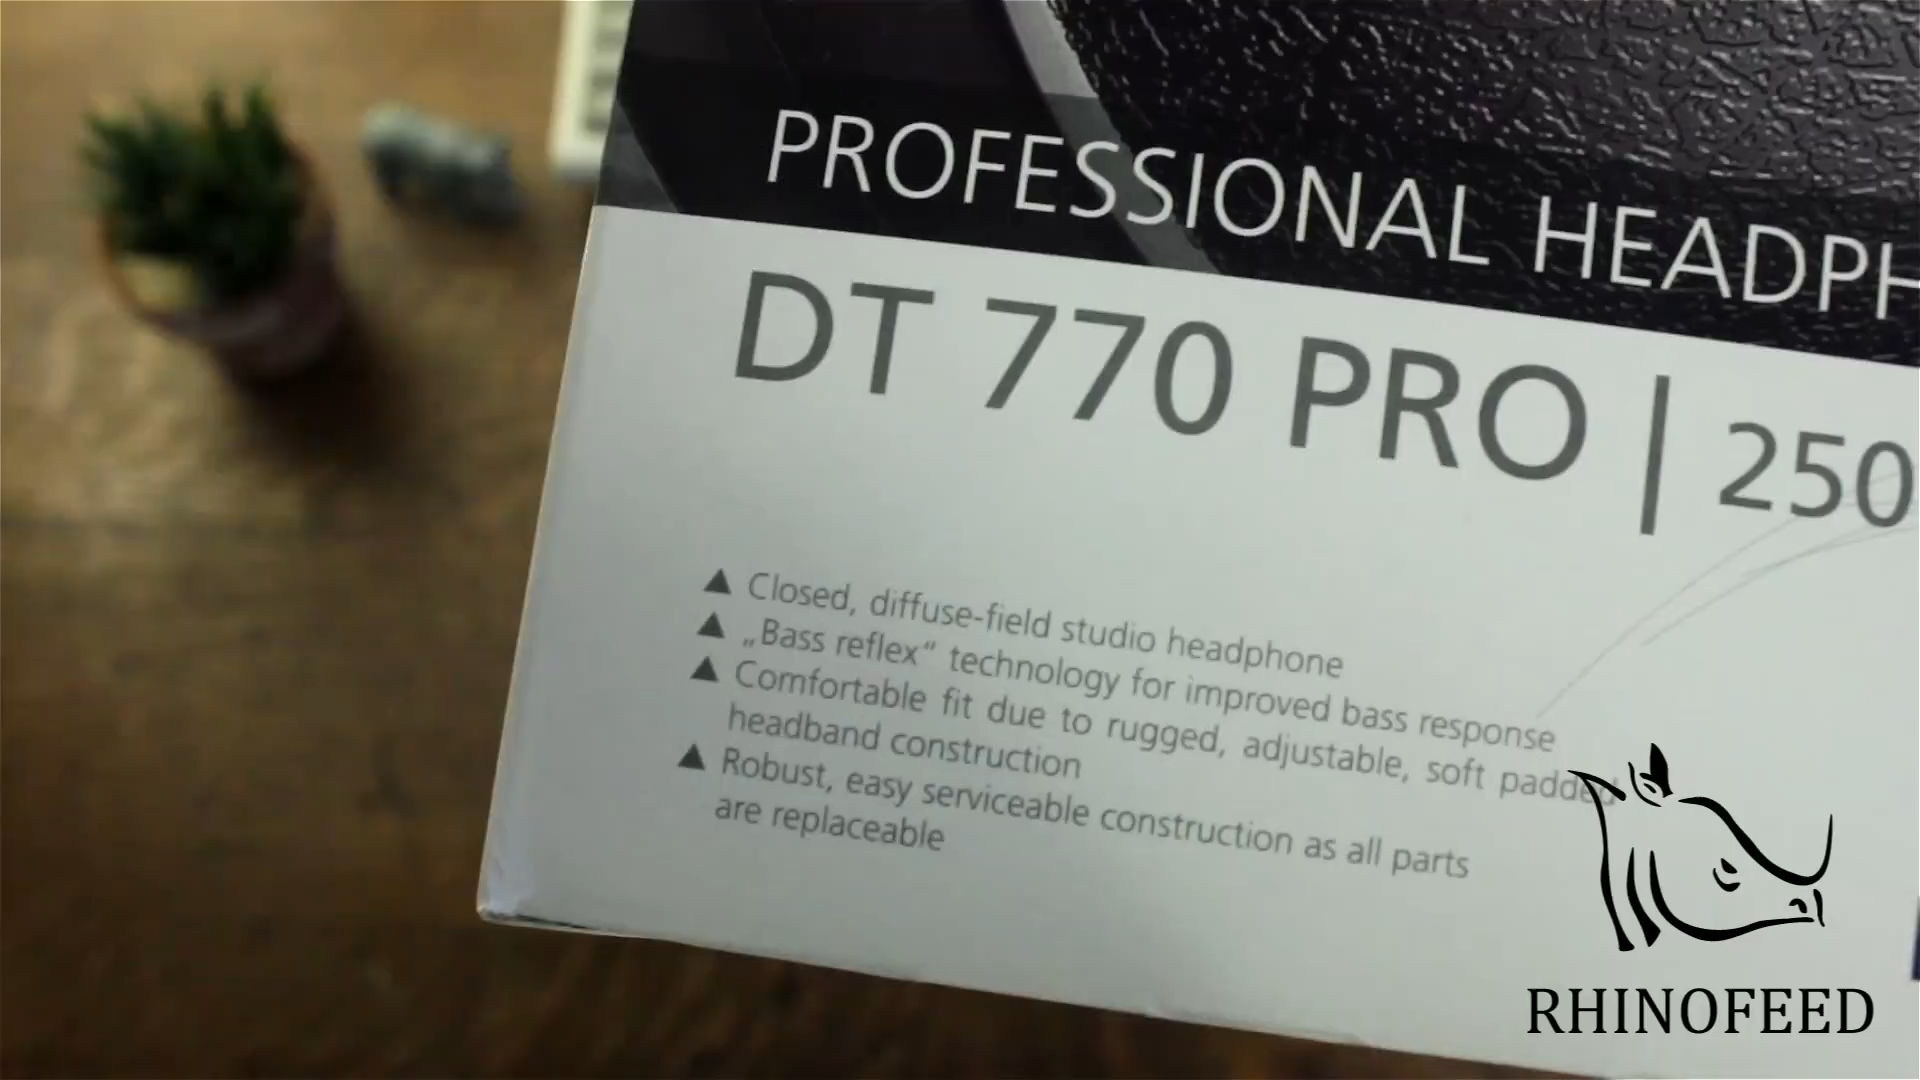 PROFESSIONAL HEADPH
DT 770 PRO | 250
▲ Closed, diffuse-field studio headphone
▲ „Bass reflex“ technology for improved bass response
▲ Comfortable fit due to rugged, adjustable, soft padded
headband construction
▲ Robust, easy serviceable construction as all parts
are replaceable
RHINOFEED